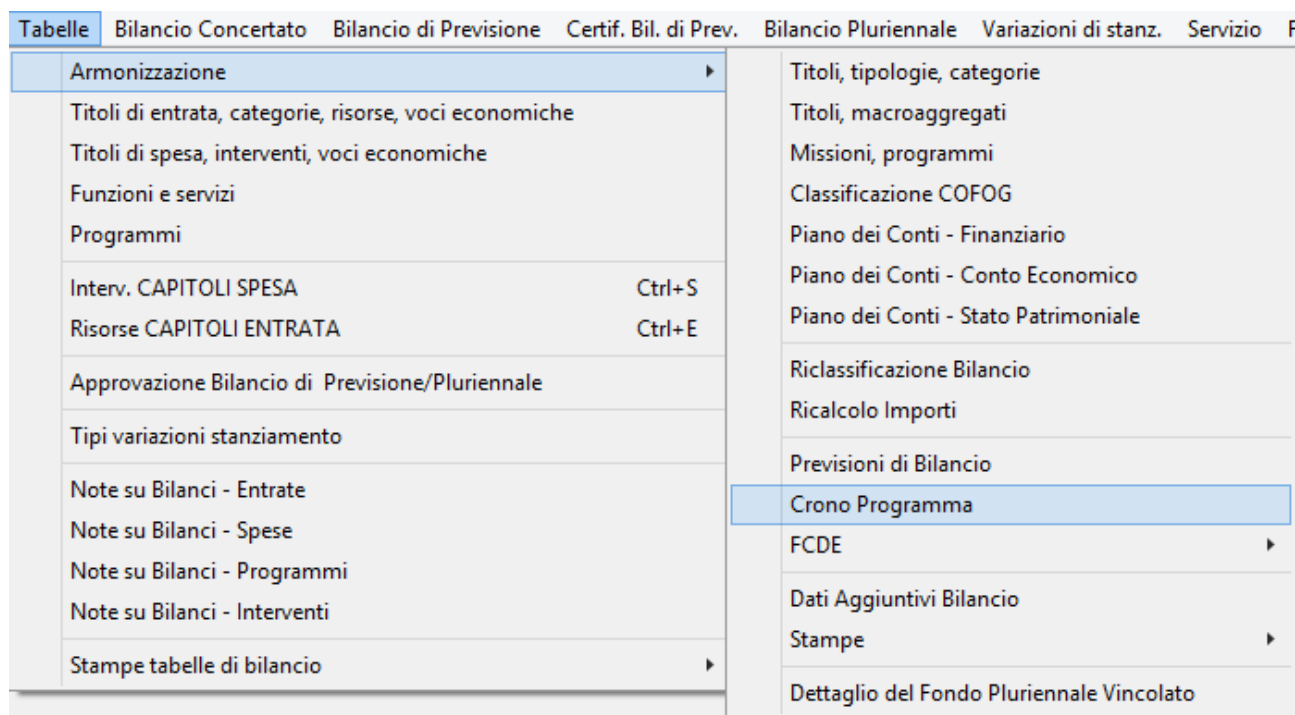 Tabelle Bilancio Concertato Bilancio di Previsione Certif. Bil. di Prev. Bilancio Pluriennale Variazioni di stanz. Servizio
Armonizzazione
Titoli di entrata, categorie, risorse, voci economiche
Titoli di spesa, interventi, voci economiche
Funzioni e servizi
Programmi
Interv. CAPITOLI SPESA Ctrl+S
Risorse CAPITOLI ENTRATA Ctrl+E
Approvazione Bilancio di Previsione/Pluriennale
Tipi variazioni stanziamento
Note su Bilanci - Entrate
Note su Bilanci - Spese
Note su Bilanci - Programmi
Note su Bilanci - Interventi
Stampe tabelle di bilancio
Titoli, tipologie, categorie
Titoli, macroaggregati
Missioni, programmi
Classificazione COFOG
Piano dei Conti - Finanziario
Piano dei Conti - Conto Economico
Piano dei Conti - Stato Patrimoniale
Riclassificazione Bilancio
Ricalcolo Importi
Previsioni di Bilancio
Crono Programma
FCDE
Dati Aggiuntivi Bilancio
Stampe
Dettaglio del Fondo Pluriennale Vincolato